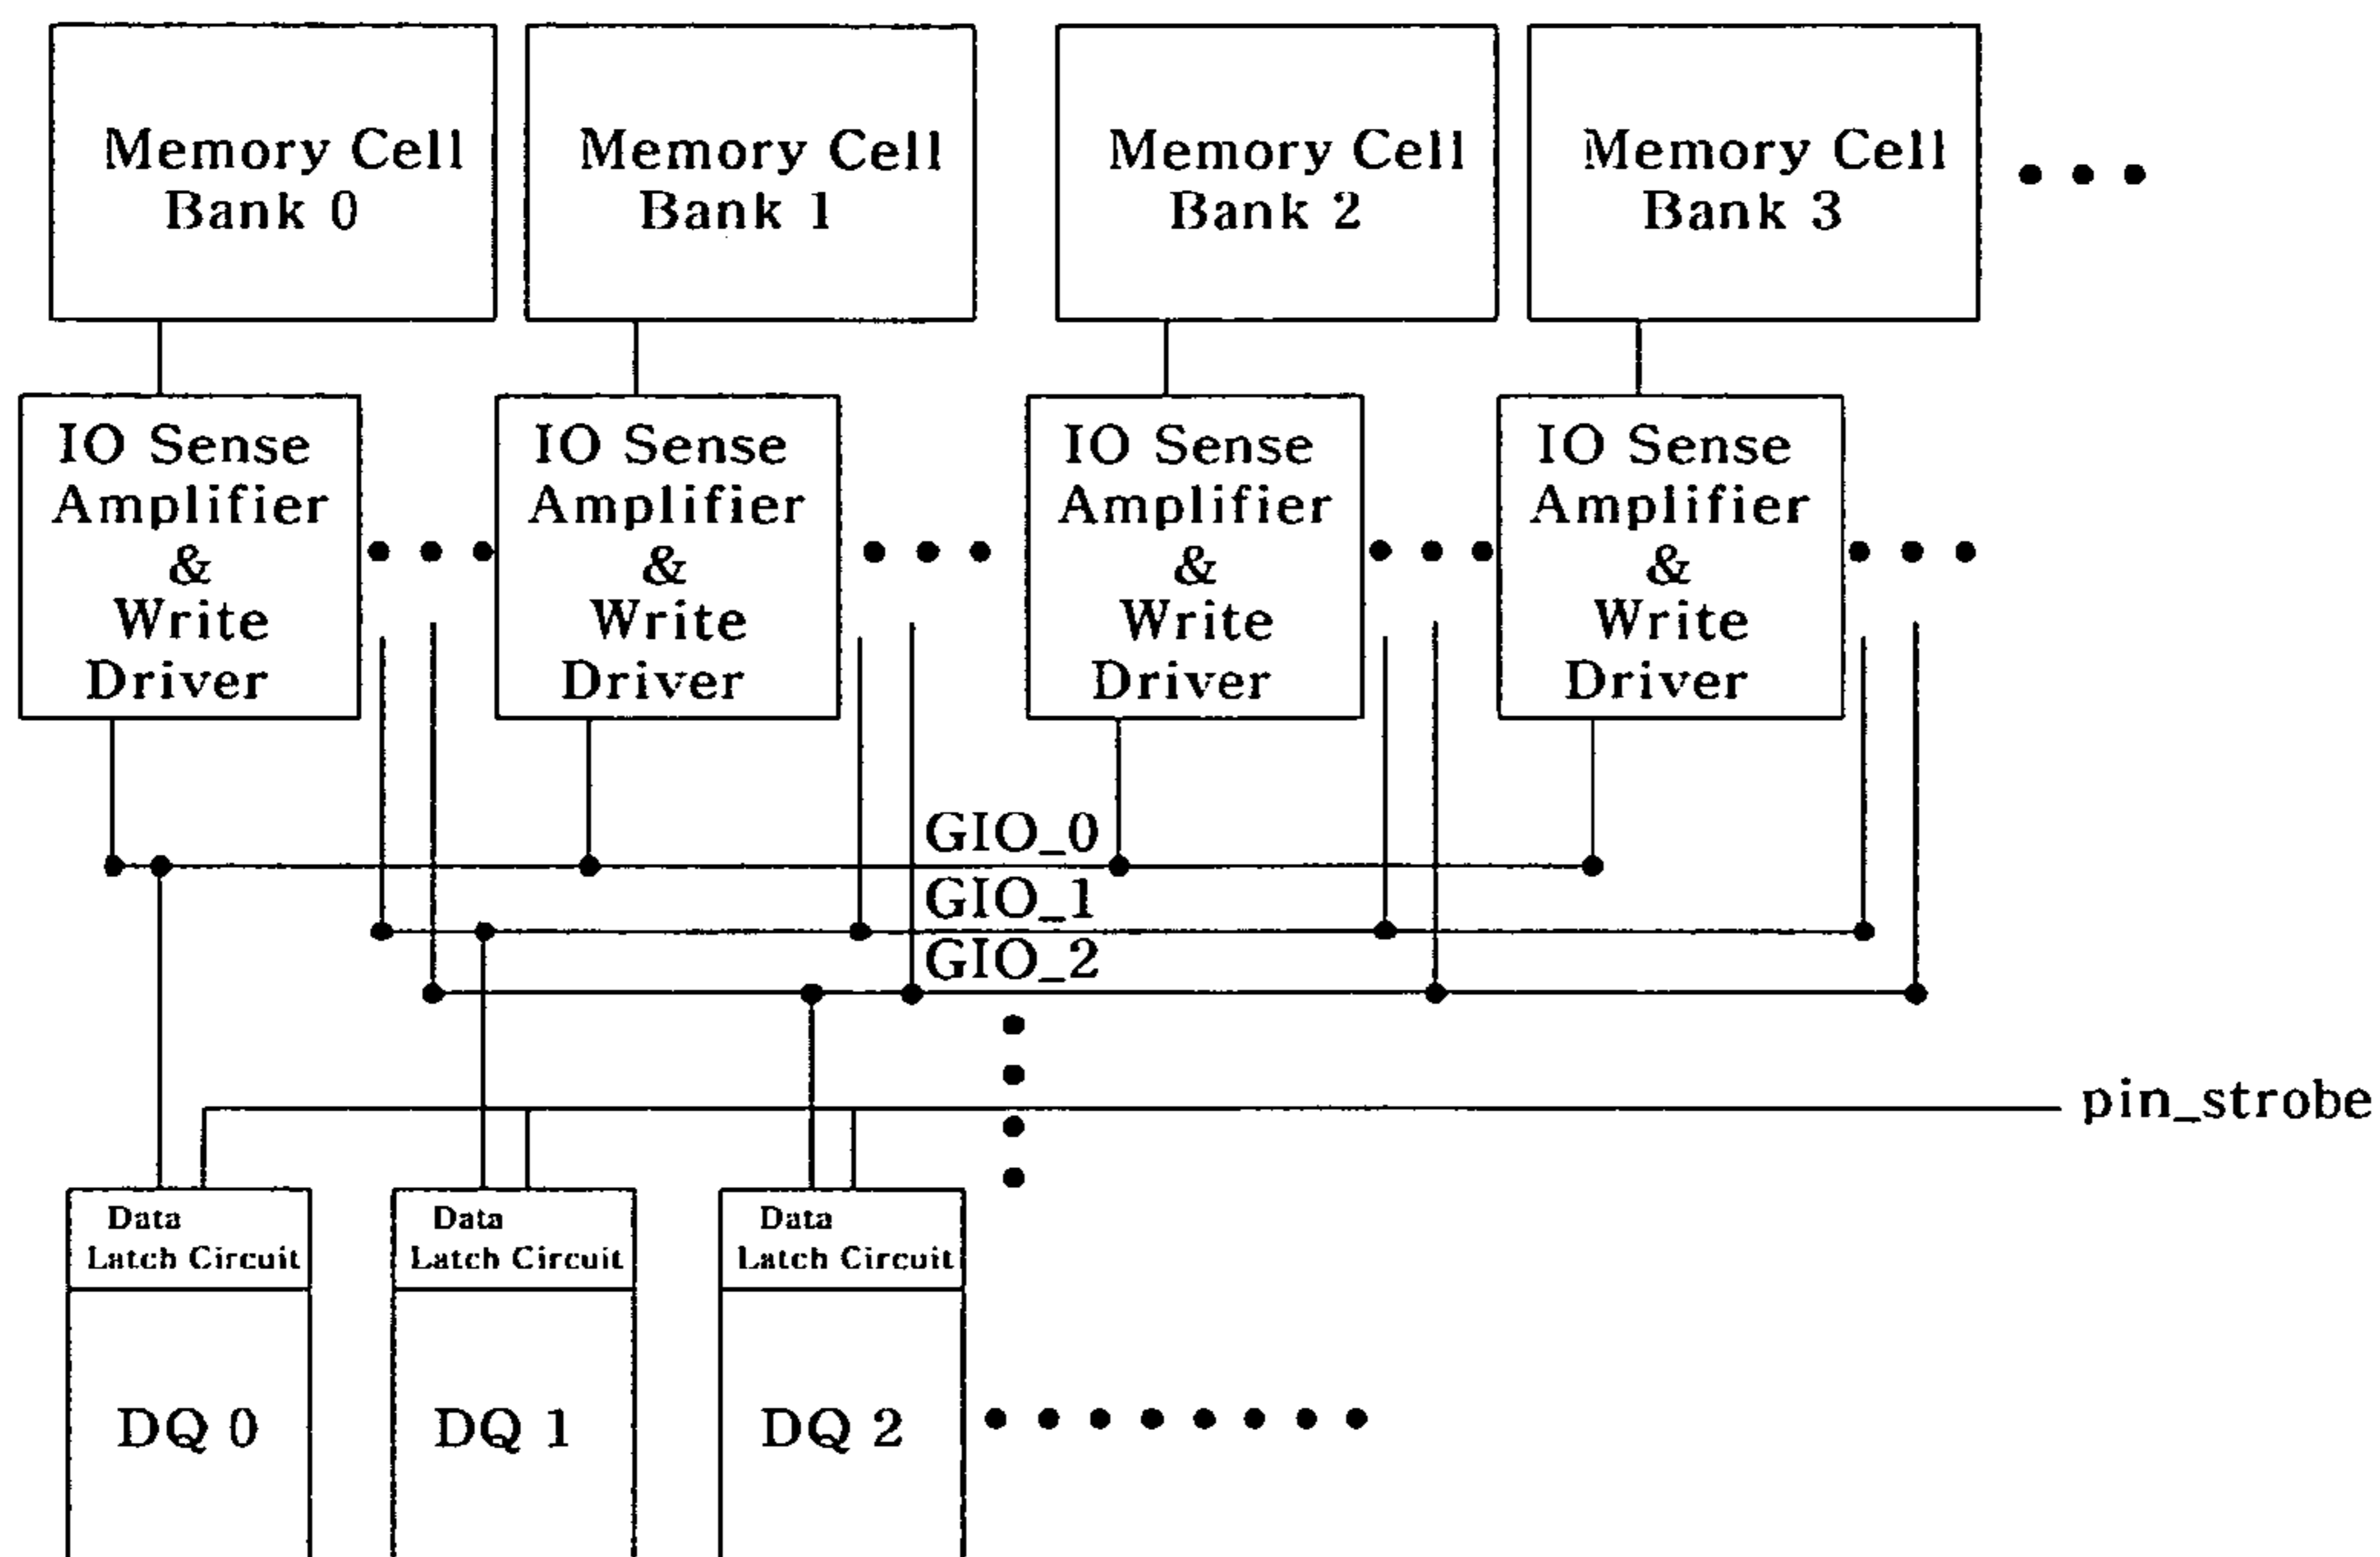 Memory Cell
Bank 0
Memory Cell
Bank 1
Memory Cell
Bank 2
Memory Cell
Bank 3
IO Sense
Amplifier
&
Write
Driver
IO Sense
Amplifier
&
Write
Driver
IO Sense
Amplifier
&
Write
Driver
IO Sense
Amplifier
&
Write
Driver
GIO_0
GIO_1
GIO_2
pin_strobe
Data
Latch Circuit
Data
Latch Circuit
Data
Latch Circuit
DQ 0
DQ 1
DQ 2